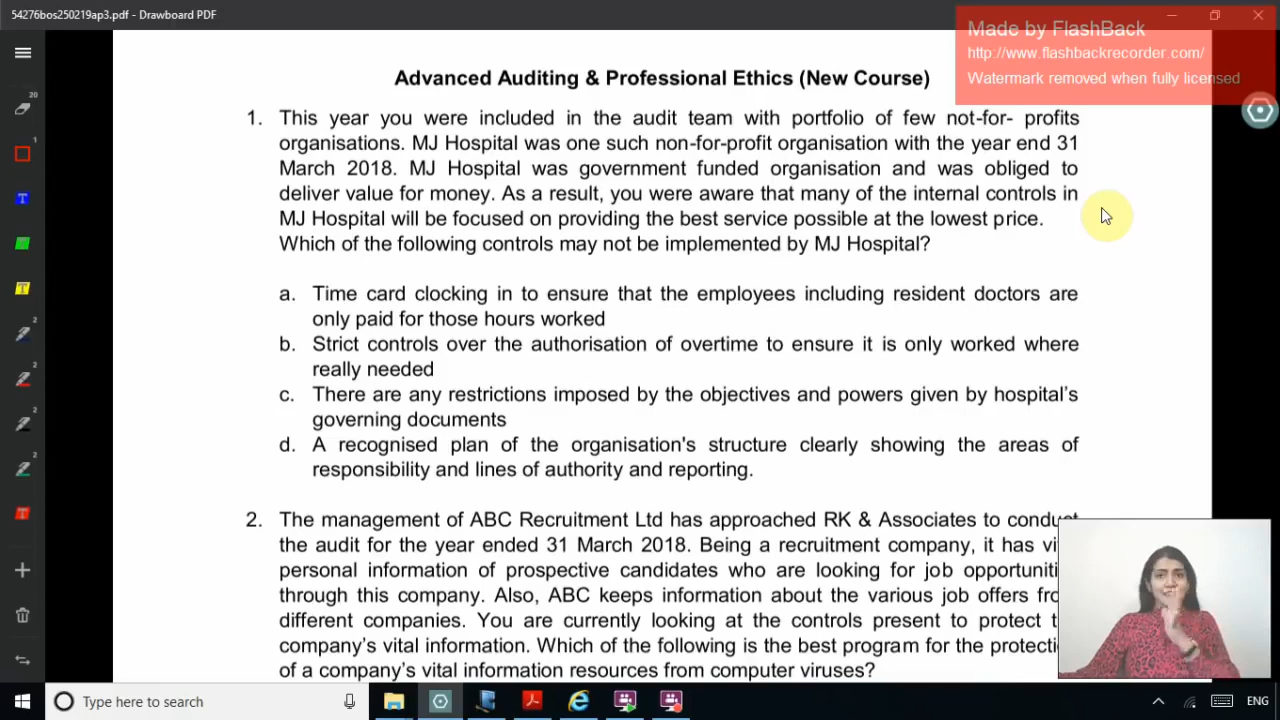 54276bos250219ap3.pdf - Drawboard PDF
Made by FlashBack
http://www.flashbackrecorder.com/
Watermark removed when fully licensed
Advanced Auditing & Professional Ethics (New Course)
1. This year you were included in the audit team with portfolio of few not-for- profits
organisations. MJ Hospital was one such non-for-profit organisation with the year end 31
March 2018. MJ Hospital was government funded organisation and was obliged to
deliver value for money. As a result, you were aware that many of the internal controls in
MJ Hospital will be focused on providing the best service possible at the lowest price.
Which of the following controls may not be implemented by MJ Hospital?
a. Time card clocking in to ensure that the employees including resident doctors are
only paid for those hours worked
b. Strict controls over the authorisation of overtime to ensure it is only worked where
really needed
c. There are any restrictions imposed by the objectives and powers given by hospital's
governing documents
d. A recognised plan of the organisation's structure clearly showing the areas of
responsibility and lines of authority and reporting.
2. The management of ABC Recruitment Ltd has approached RK & Associates to conduct
the audit for the year ended 31 March 2018. Being a recruitment company, it has
personal information of prospective candidates who are looking for job
through this company. Also, ABC keeps information about the various job offers
different companies. You are currently looking at the controls present to protect
company's vital information. Which of the following is the best program for the
of a company's vital information resources from computer viruses?
Type here to search
ENG